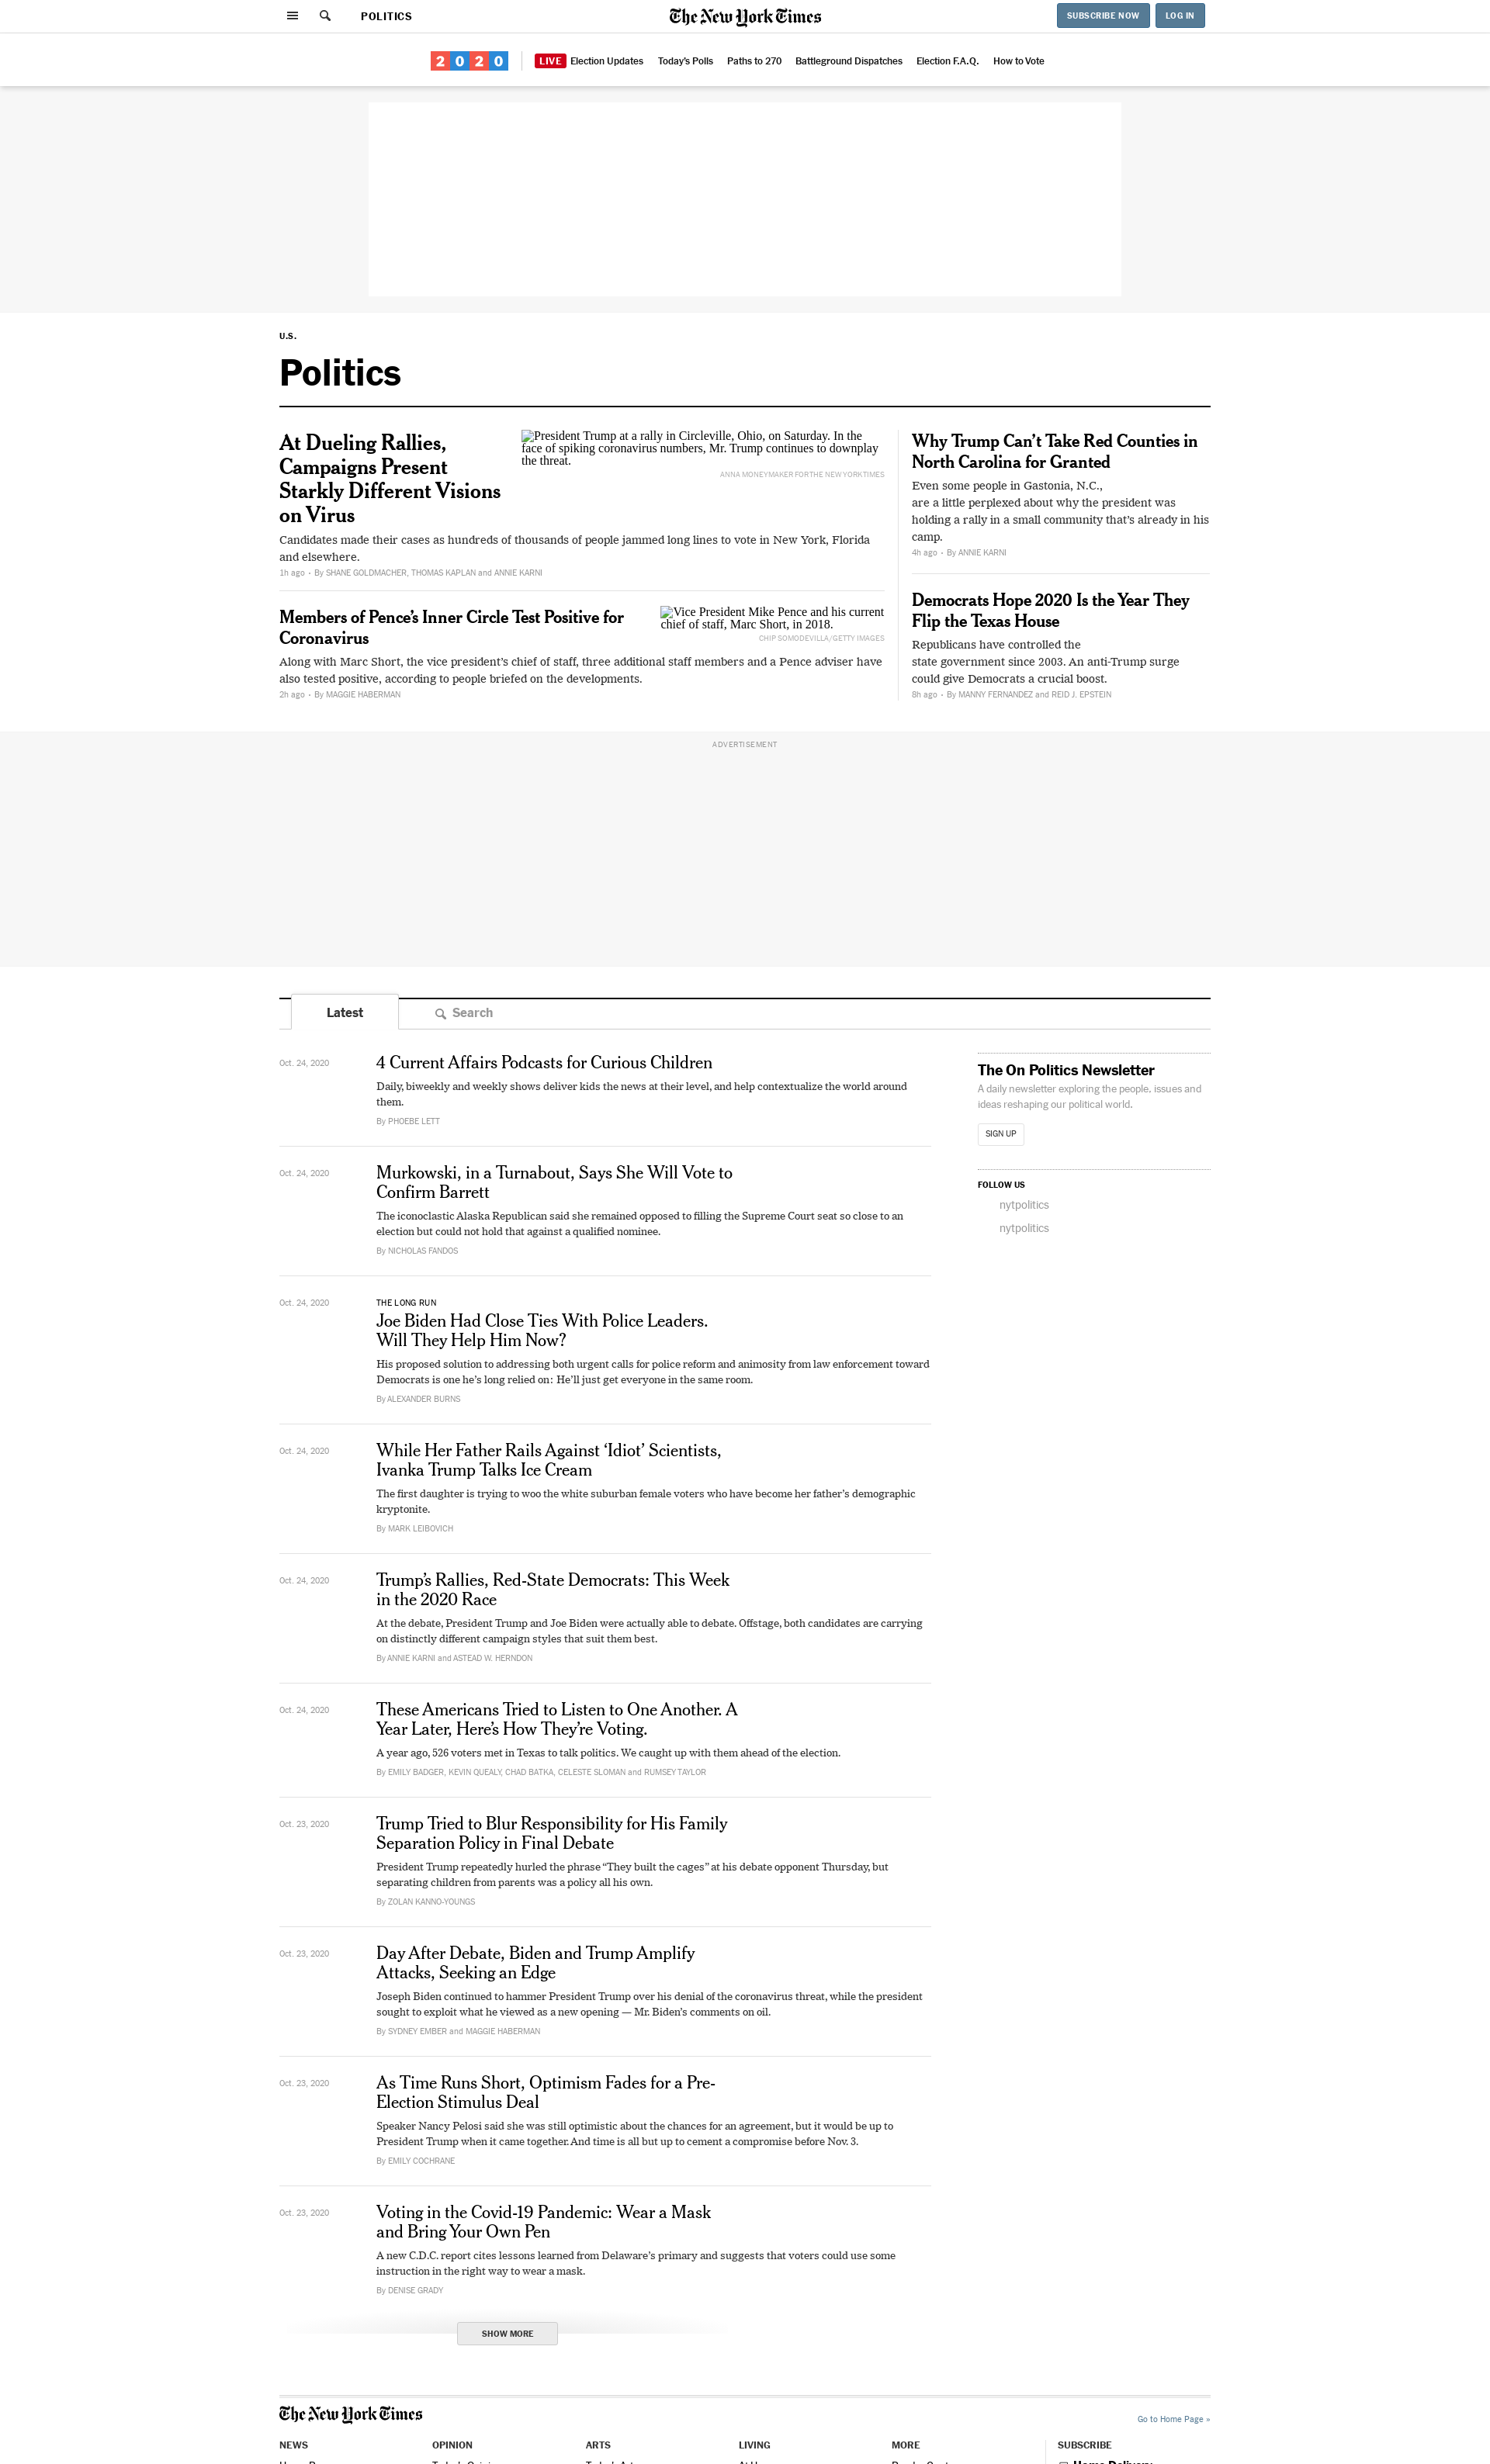 POLITICS
The New York Times
SUBSCRIBE NOW
LOG IN
2020
LIVE Election Updates
Today's Polls
Paths to 270
Battleground Dispatches
Election F.A.Q.
How to Vote
U.S.
Politics
At Dueling Rallies,
Campaigns Present
Starkly Different Visions
on Virus
President Trump at a rally in Circleville, Ohio, on Saturday. In the
face of spiking coronavirus numbers, Mr. Trump continues to downplay
the threat.
ANNA MONEYMAKER FOR THE NEW YORK TIMES
Candidates made their cases as hundreds of thousands of people jammed long lines to vote in New York, Florida
and elsewhere.
1h ago • By SHANE GOLDMACHER, THOMAS KAPLAN and ANNIE KARNI
Members of Pence’s Inner Circle Test Positive for
Coronavirus
Vice President Mike Pence and his current
chief of staff, Marc Short, in 2018.
CHIP SOMODEVILLA/GETTY IMAGES
Along with Marc Short, the vice president’s chief of staff, three additional staff members and a Pence adviser have
also tested positive, according to people briefed on the developments.
2h ago • By MAGGIE HABERMAN
Why Trump Can’t Take Red Counties in
North Carolina for Granted
Even some people in Gastonia, N.C.,
are a little perplexed about why the president was
holding a rally in a small community that’s already in his
camp.
4h ago • By ANNIE KARNI
Democrats Hope 2020 Is the Year They
Flip the Texas House
Republicans have controlled the
state government since 2003. An anti-Trump surge
could give Democrats a crucial boost.
8h ago • By MANNY FERNANDEZ and REID J. EPSTEIN
ADVERTISEMENT
Latest
Search
Oct. 24, 2020
4 Current Affairs Podcasts for Curious Children
Daily, biweekly and weekly shows deliver kids the news at their level, and help contextualize the world around
them.
By PHOEBE LETT
Oct. 24, 2020
Murkowski, in a Turnabout, Says She Will Vote to
Confirm Barrett
The iconoclastic Alaska Republican said she remained opposed to filling the Supreme Court seat so close to an
election but could not hold that against a qualified nominee.
By NICHOLAS FANDOS
Oct. 24, 2020
THE LONG RUN
Joe Biden Had Close Ties With Police Leaders.
Will They Help Him Now?
His proposed solution to addressing both urgent calls for police reform and animosity from law enforcement toward
Democrats is one he’s long relied on: He’ll just get everyone in the same room.
By ALEXANDER BURNS
Oct. 24, 2020
While Her Father Rails Against ‘Idiot’ Scientists,
Ivanka Trump Talks Ice Cream
The first daughter is trying to woo the white suburban female voters who have become her father’s demographic
kryptonite.
By MARK LEIBOVICH
Oct. 24, 2020
Trump’s Rallies, Red-State Democrats: This Week
in the 2020 Race
At the debate, President Trump and Joe Biden were actually able to debate. Offstage, both candidates are carrying
on distinctly different campaign styles that suit them best.
By ANNIE KARNI and ASTEAD W. HERNDON
Oct. 24, 2020
These Americans Tried to Listen to One Another. A
Year Later, Here’s How They’re Voting.
A year ago, 526 voters met in Texas to talk politics. We caught up with them ahead of the election.
By EMILY BADGER, KEVIN QUEALY, CHAD BATKA, CELESTE SLOMAN and RUMSEY TAYLOR
Oct. 23, 2020
Trump Tried to Blur Responsibility for His Family
Separation Policy in Final Debate
President Trump repeatedly hurled the phrase “They built the cages” at his debate opponent Thursday, but
separating children from parents was a policy all his own.
By ZOLAN KANNO-YOUNGS
Oct. 23, 2020
Day After Debate, Biden and Trump Amplify
Attacks, Seeking an Edge
Joseph Biden continued to hammer President Trump over his denial of the coronavirus threat, while the president
sought to exploit what he viewed as a new opening — Mr. Biden’s comments on oil.
By SYDNEY EMBER and MAGGIE HABERMAN
Oct. 23, 2020
As Time Runs Short, Optimism Fades for a Pre-
Election Stimulus Deal
Speaker Nancy Pelosi said she was still optimistic about the chances for an agreement, but it would be up to
President Trump when it came together. And time is all but up to cement a compromise before Nov. 3.
By EMILY COCHRANE
Oct. 23, 2020
Voting in the Covid-19 Pandemic: Wear a Mask
and Bring Your Own Pen
A new C.D.C. report cites lessons learned from Delaware’s primary and suggests that voters could use some
instruction in the right way to wear a mask.
By DENISE GRADY
SHOW MORE
The On Politics Newsletter
A daily newsletter exploring the people, issues and
ideas reshaping our political world.
SIGN UP
FOLLOW US
nytpolitics
nytpolitics
The New York Times
Go to Home Page »
NEWS
OPINION
ARTS
LIVING
MORE
SUBSCRIBE